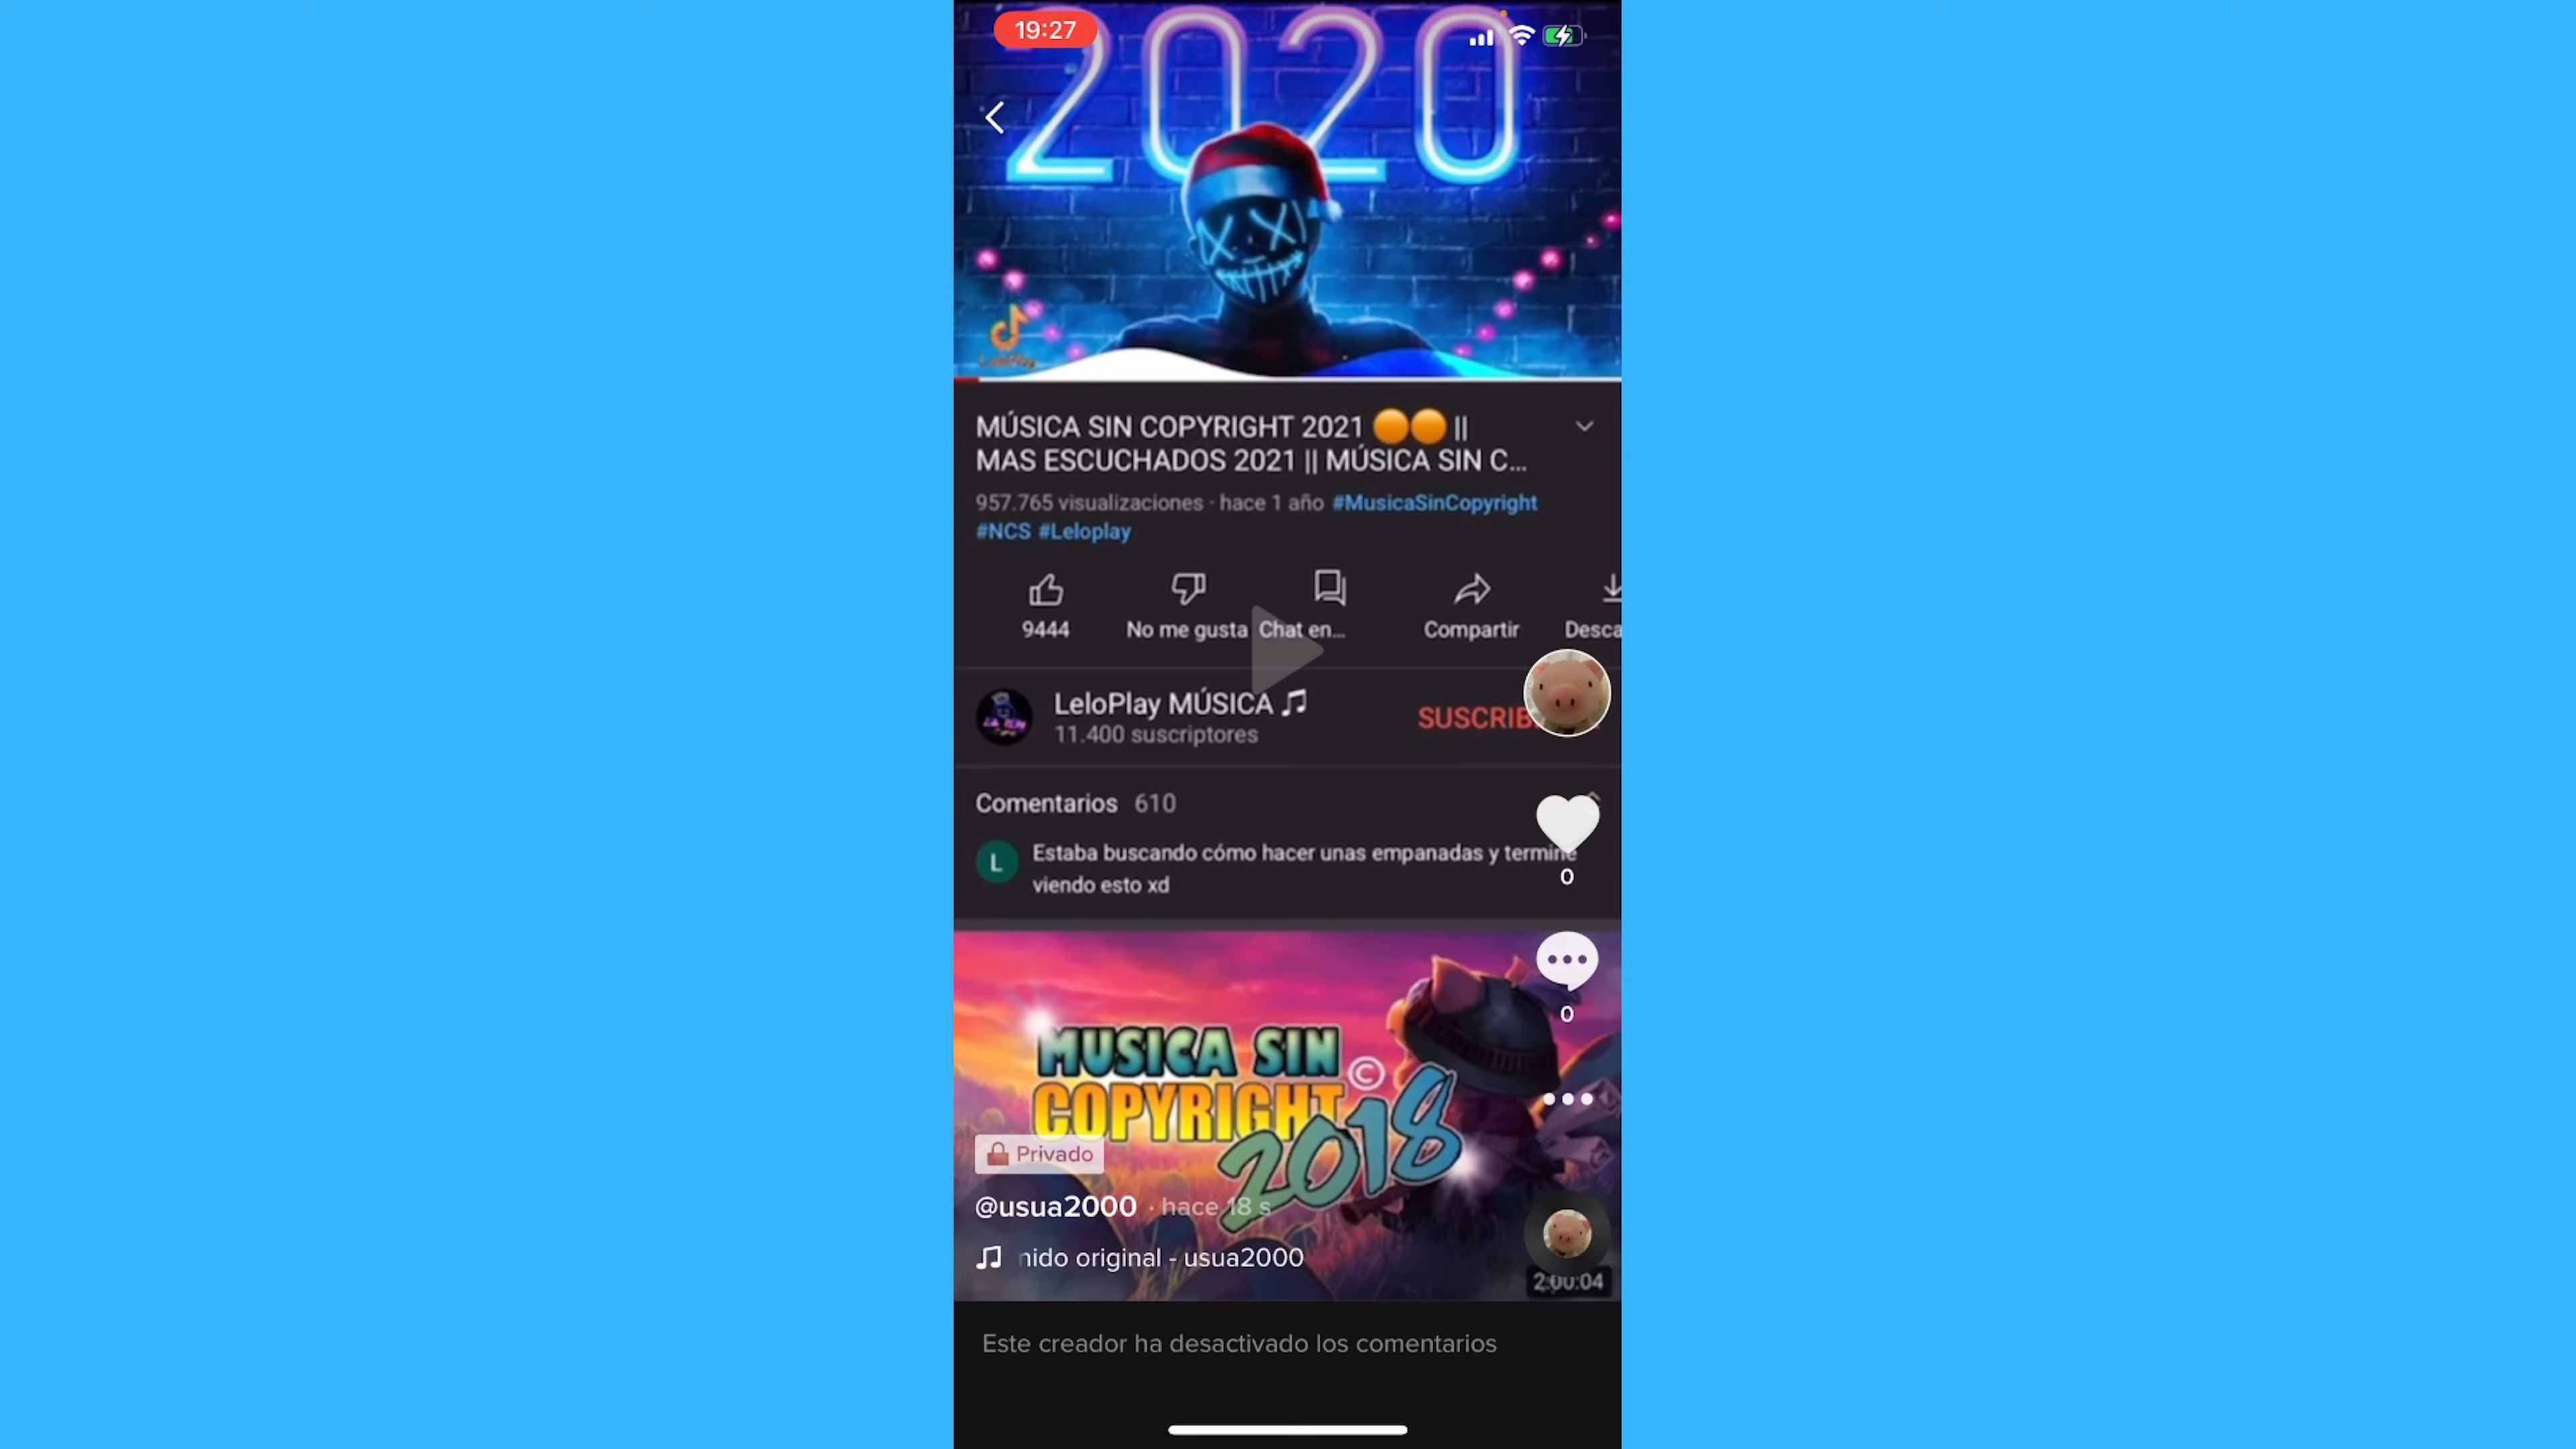 2020
19:27
LeloPlay
MÚSICA SIN COPYRIGHT 2021 🟠🟠 ||
MAS ESCUCHADOS 2021 || MÚSICA SIN C...
957.765 visualizaciones · hace 1 año #MusicaSinCopyright
#NCS #Leloplay
9444 No me gusta Chat en... Compartir Desca
LeloPlay MÚSICA 🎵
11.400 suscriptores
SUSCRIB
Comentarios 610
L
Estaba buscando cómo hacer unas empanadas y terminé
viendo esto xd
0
0
MUSICA SIN
COPYRIGHT ©
2018
Privado
@usua2000 · hace 18 s
nido original - usua2000
2:00:04
Este creador ha desactivado los comentarios